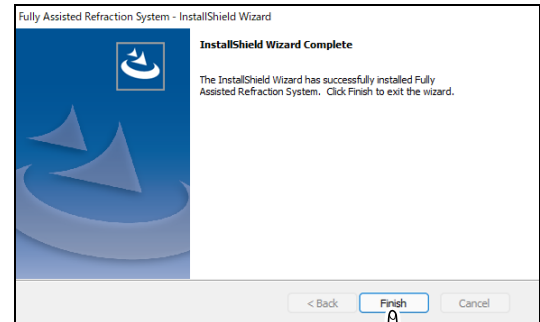 Fully Assisted Refraction System - InstallShield Wizard
InstallShield Wizard Complete
The InstallShield Wizard has successfully installed Fully
Assisted Refraction System. Click Finish to exit the wizard.
< Back
Finish
Cancel